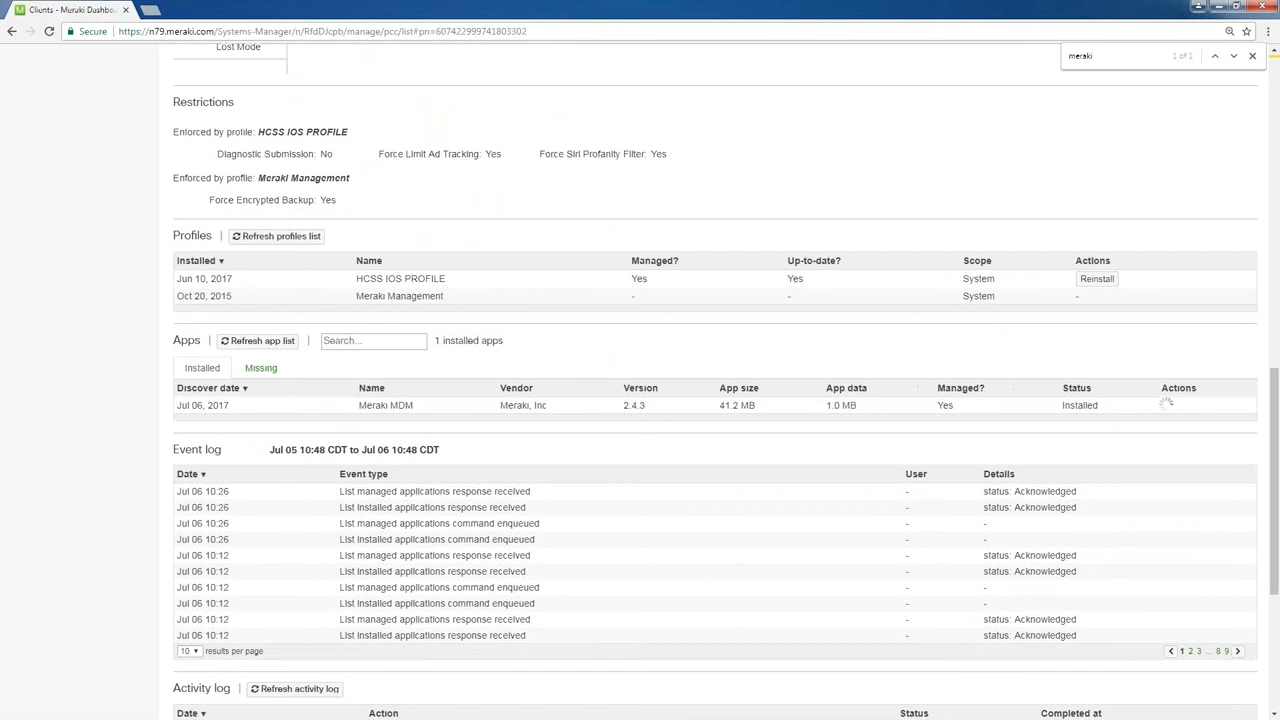 Clients - Meraki Dashbo
Secure https://n79.meraki.com/Systems-Manager/n/RfdDJcpb/manage/pcc/list#pn=607422999741803302
meraki 1 of 1
Lost Mode
Restrictions
Enforced by profile: HCSS IOS PROFILE
Diagnostic Submission: No Force Limit Ad Tracking: Yes Force Siri Profanity Filter: Yes
Enforced by profile: Meraki Management
Force Encrypted Backup: Yes
Profiles | Refresh profiles list
Installed ▼ Name Managed? Up-to-date? Scope Actions
Jun 10, 2017 HCSS IOS PROFILE Yes Yes System Reinstall
Oct 20, 2015 Meraki Management - - System -
Apps | Refresh app list | Search... 1 installed apps
Installed Missing
Discover date ▼ Name Vendor Version App size App data Managed? Status Actions
Jul 06, 2017 Meraki MDM Meraki, Inc 2.4.3 41.2 MB 1.0 MB Yes Installed
Event log Jul 05 10:48 CDT to Jul 06 10:48 CDT
Date ▼ Event type User Details
Jul 06 10:26 List managed applications response received - status: Acknowledged
Jul 06 10:26 List installed applications response received - status: Acknowledged
Jul 06 10:26 List managed applications command enqueued - -
Jul 06 10:26 List installed applications command enqueued - -
Jul 06 10:12 List managed applications response received - status: Acknowledged
Jul 06 10:12 List installed applications response received - status: Acknowledged
Jul 06 10:12 List managed applications command enqueued - -
Jul 06 10:12 List installed applications command enqueued - -
Jul 06 10:12 List managed applications response received - status: Acknowledged
Jul 06 10:12 List installed applications response received - status: Acknowledged
10 ▼ results per page 1 2 3 ... 8 9
Activity log | Refresh activity log
Date ▼ Action Status Completed at